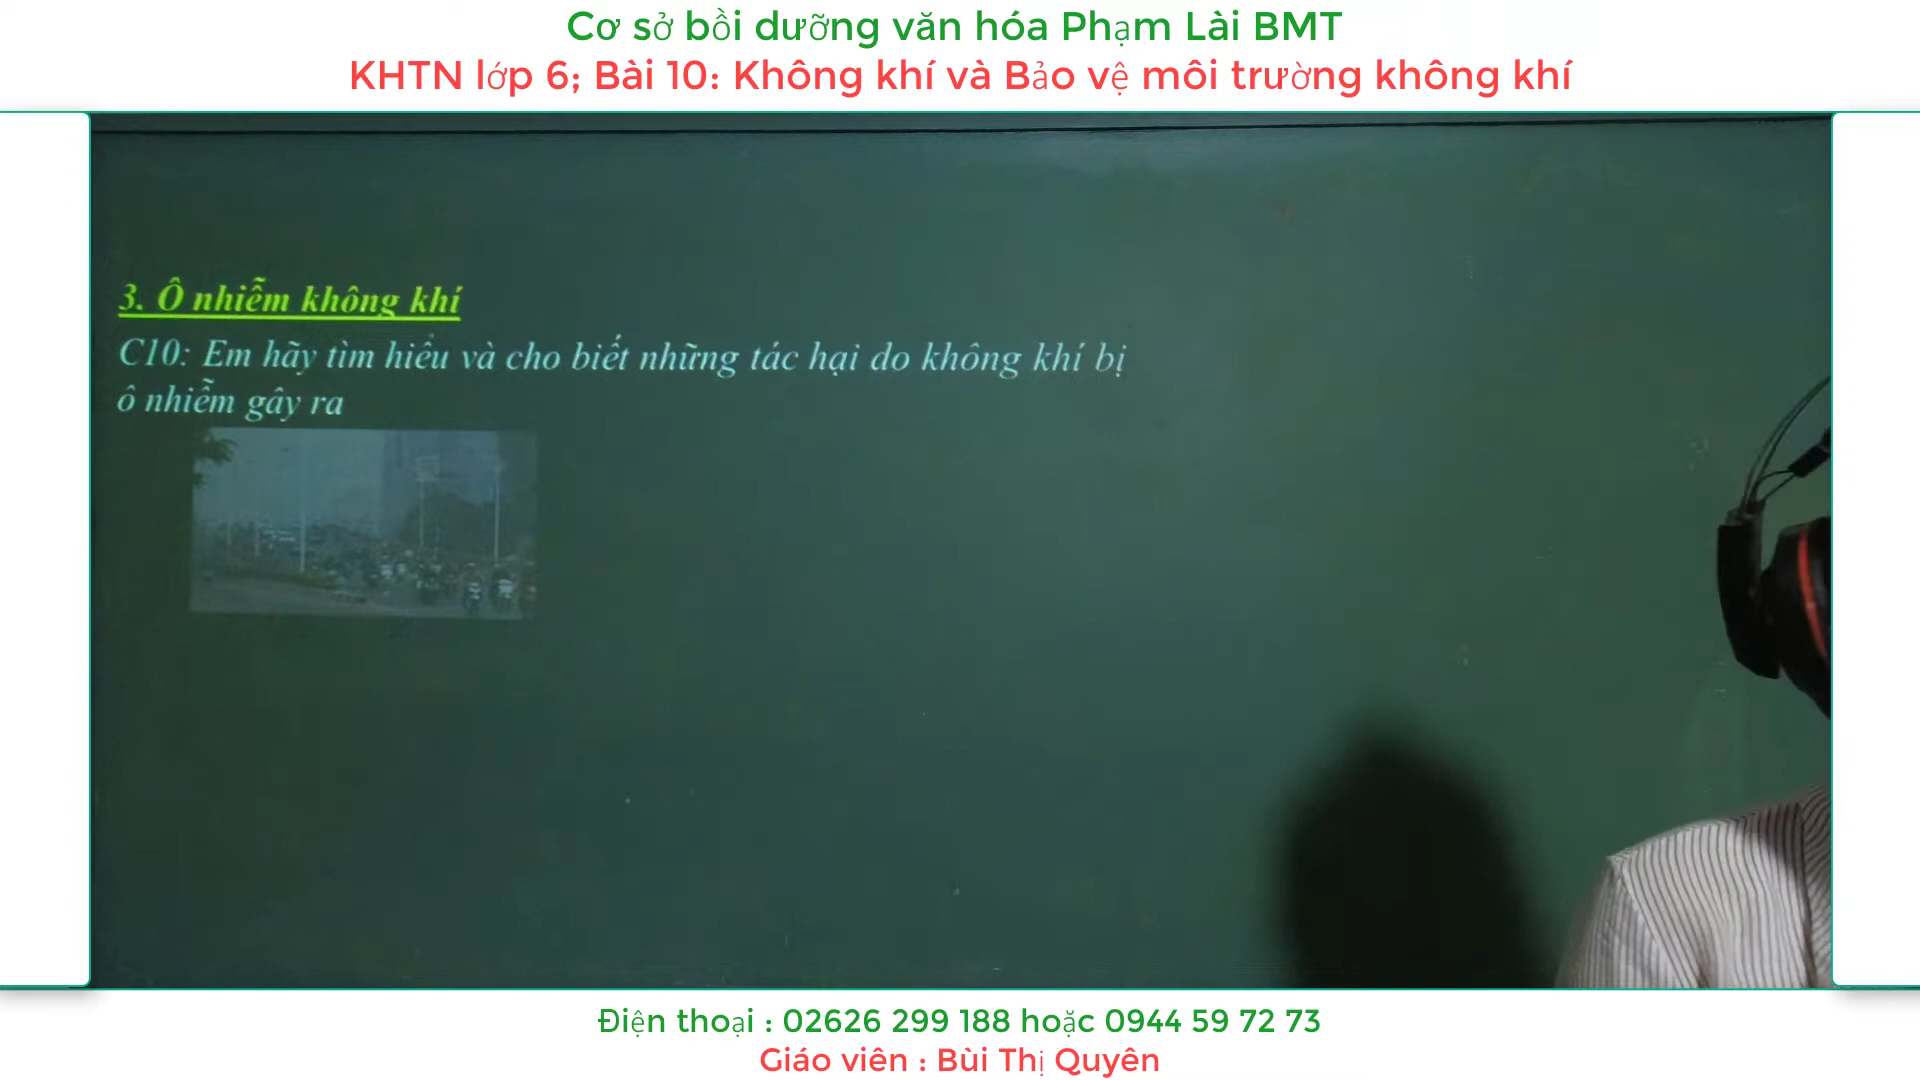 Cơ sở bồi dưỡng văn hóa Phạm Lài BMT
KHTN lớp 6; Bài 10: Không khí và Bảo vệ môi trường không khí
3. Ô nhiễm không khí
C10: Em hãy tìm hiểu và cho biết những tác hại do không khí bị
ô nhiễm gây ra
Điện thoại : 02626 299 188 hoặc 0944 59 72 73
Giáo viên : Bùi Thị Quyên